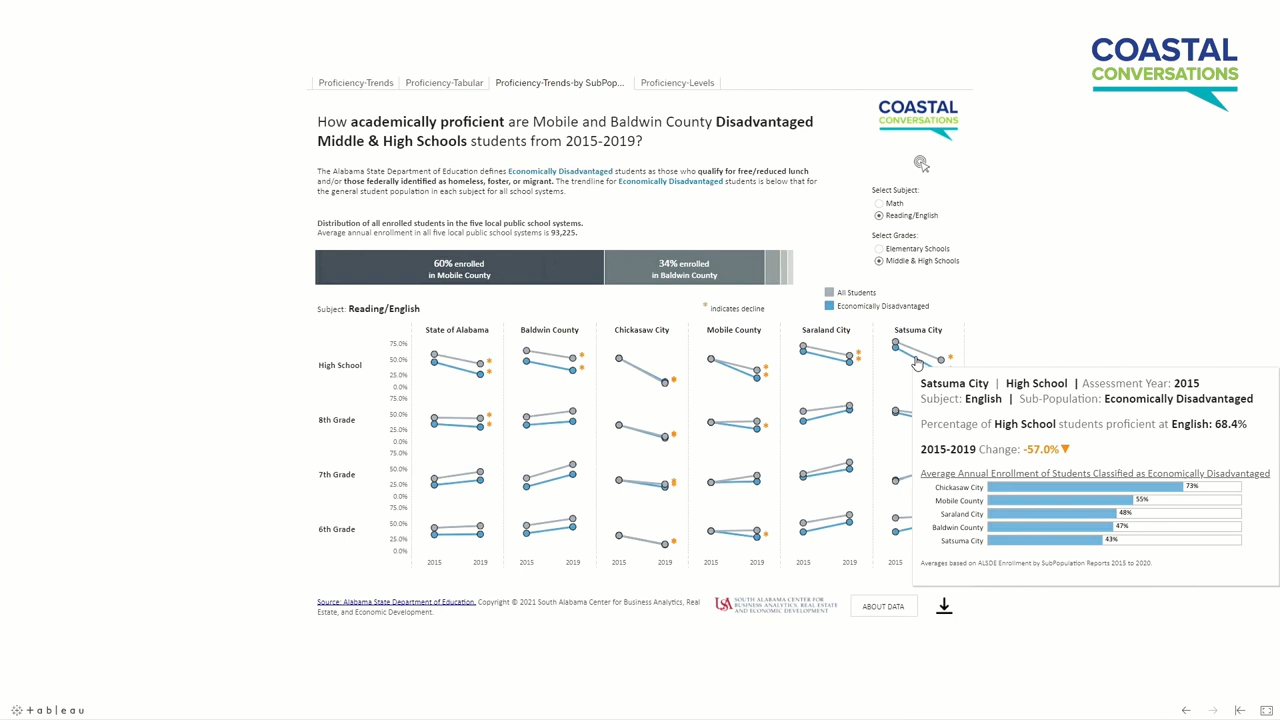 COASTAL
CONVERSATIONS
Proficiency-Trends
Proficiency-Tabular
Proficiency-Trends-by SubPop...
Proficiency-Levels
How academically proficient are Mobile and Baldwin County Disadvantaged
Middle & High Schools students from 2015-2019?
COASTAL
CONVERSATIONS
The Alabama State Department of Education defines Economically Disadvantaged students as those who qualify for free/reduced lunch
and/or those federally identified as homeless, foster, or migrant. The trendline for Economically Disadvantaged students is below that for
the general student population in each subject for all school systems.
Select Subject:
Math
Reading/English
Select Grades:
Elementary Schools
Middle & High Schools
Distribution of all enrolled students in the five local public school systems.
Average annual enrollment in all five local public school systems is 93,225.
60% enrolled
in Mobile County
34% enrolled
in Baldwin County
All Students
Economically Disadvantaged
Subject: Reading/English
* indicates decline
State of Alabama
Baldwin County
Chickasaw City
Mobile County
Saraland City
Satsuma City
High School
75.0%
50.0%
25.0%
0.0%
8th Grade
75.0%
50.0%
25.0%
0.0%
7th Grade
75.0%
50.0%
25.0%
0.0%
6th Grade
75.0%
50.0%
25.0%
0.0%
2015 2019
2015 2019
2015 2019
2015 2019
2015 2019
2015
Satsuma City | High School | Assessment Year: 2015
Subject: English | Sub-Population: Economically Disadvantaged
Percentage of High School students proficient at English: 68.4%
2015-2019 Change: -57.0%▼
Average Annual Enrollment of Students Classified as Economically Disadvantaged
Chickasaw City 73%
Mobile County 55%
Saraland City 48%
Baldwin County 47%
Satsuma City 43%
Averages based on ALSDE Enrollment by SubPopulation Reports 2015 to 2020.
Source: Alabama State Department of Education. Copyright © 2021 South Alabama Center for Business Analytics, Real
Estate, and Economic Development.
USA
SOUTH ALABAMA CENTER FOR
BUSINESS ANALYTICS, REAL ESTATE
AND ECONOMIC DEVELOPMENT
ABOUT DATA
+ableau